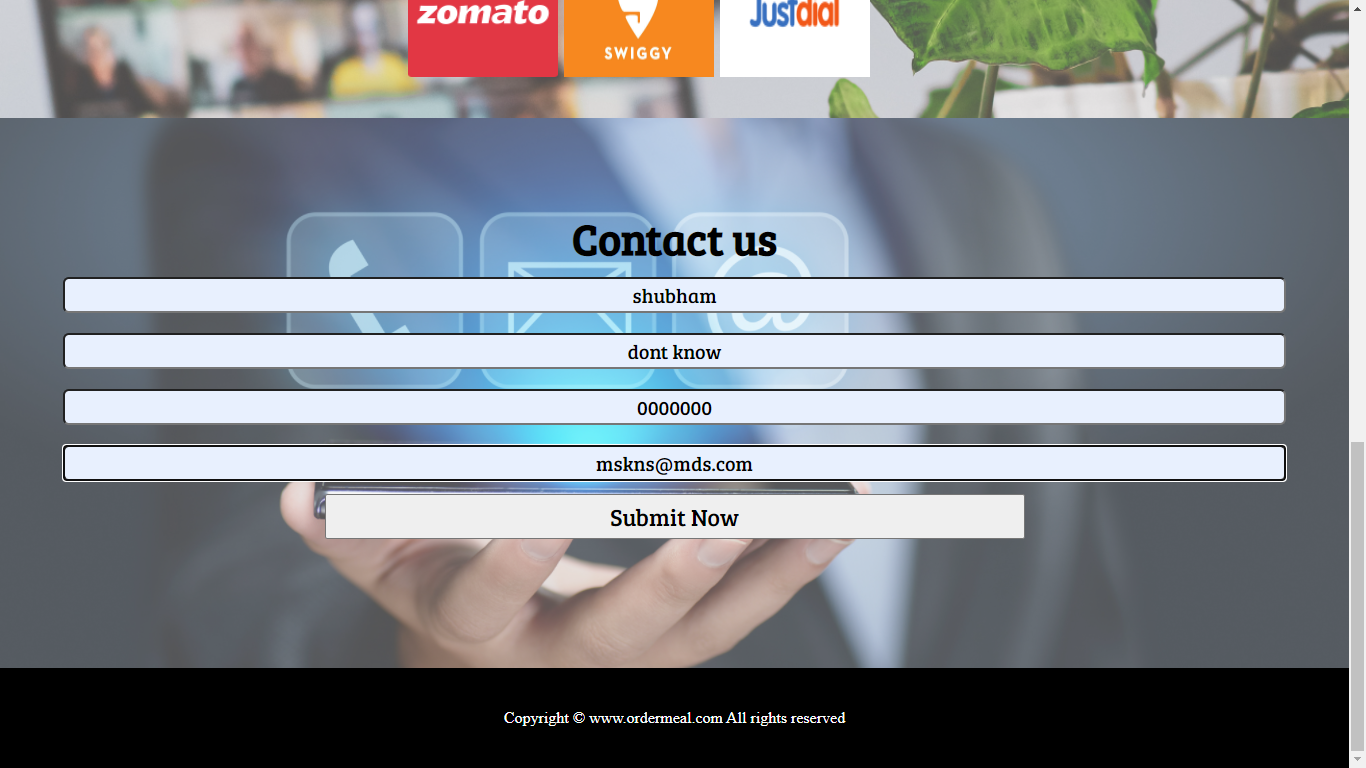 zomato
SWIGGY
Justdial
Contact us
@
shubham
dont know
0000000
mskns@mds.com
Submit Now
Copyright © www.ordermeal.com All rights reserved